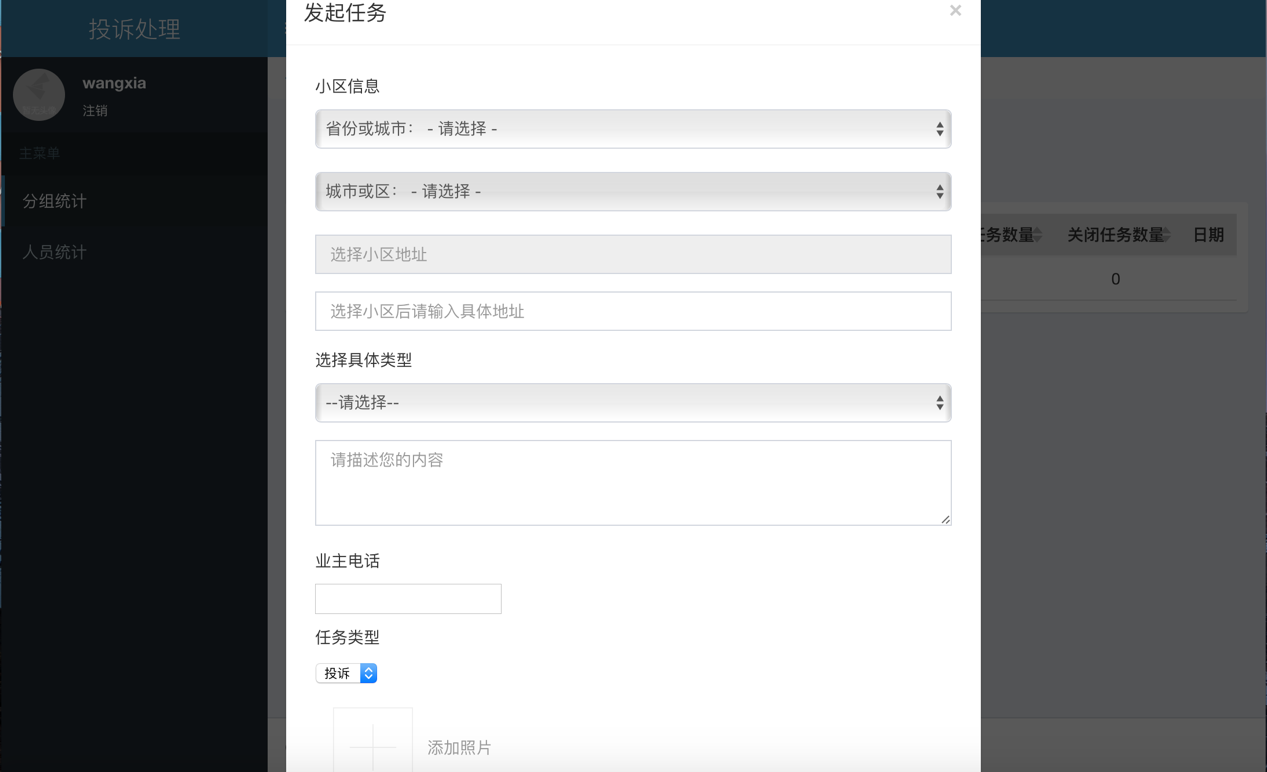 投诉处理
wangxia
注销
主菜单
分组统计
人员统计
发起任务
×
小区信息
省份或城市： - 请选择 -
城市或区： - 请选择 -
选择小区地址
选择小区后请输入具体地址
选择具体类型
--请选择--
请描述您的内容
业主电话
任务类型
投诉
添加照片
任务数量 关闭任务数量 日期
0